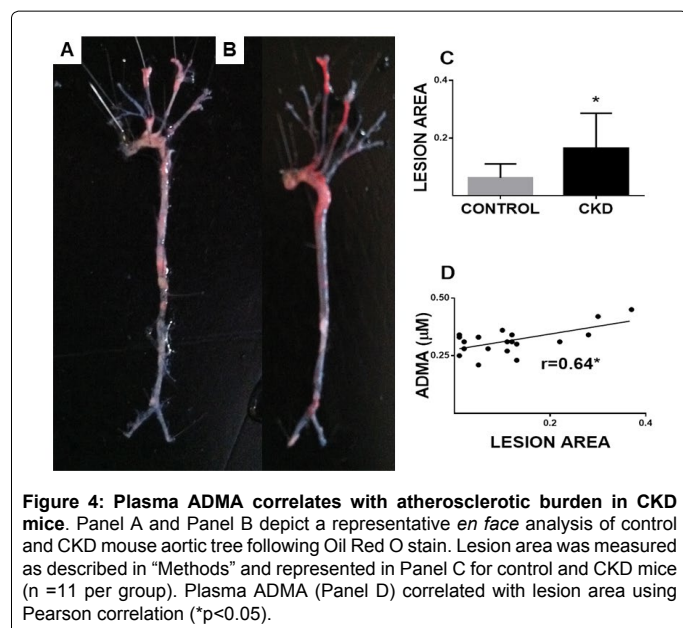 A
B
C
LESION AREA
0.4
0.2
*
CONTROL
CKD
D
ADMA (µM)
0.50
0.25
r=0.64*
0.2
0.4
LESION AREA
Figure 4: Plasma ADMA correlates with atherosclerotic burden in CKD
mice. Panel A and Panel B depict a representative en face analysis of control
and CKD mouse aortic tree following Oil Red O stain. Lesion area was measured
as described in “Methods” and represented in Panel C for control and CKD mice
(n =11 per group). Plasma ADMA (Panel D) correlated with lesion area using
Pearson correlation (*p<0.05).